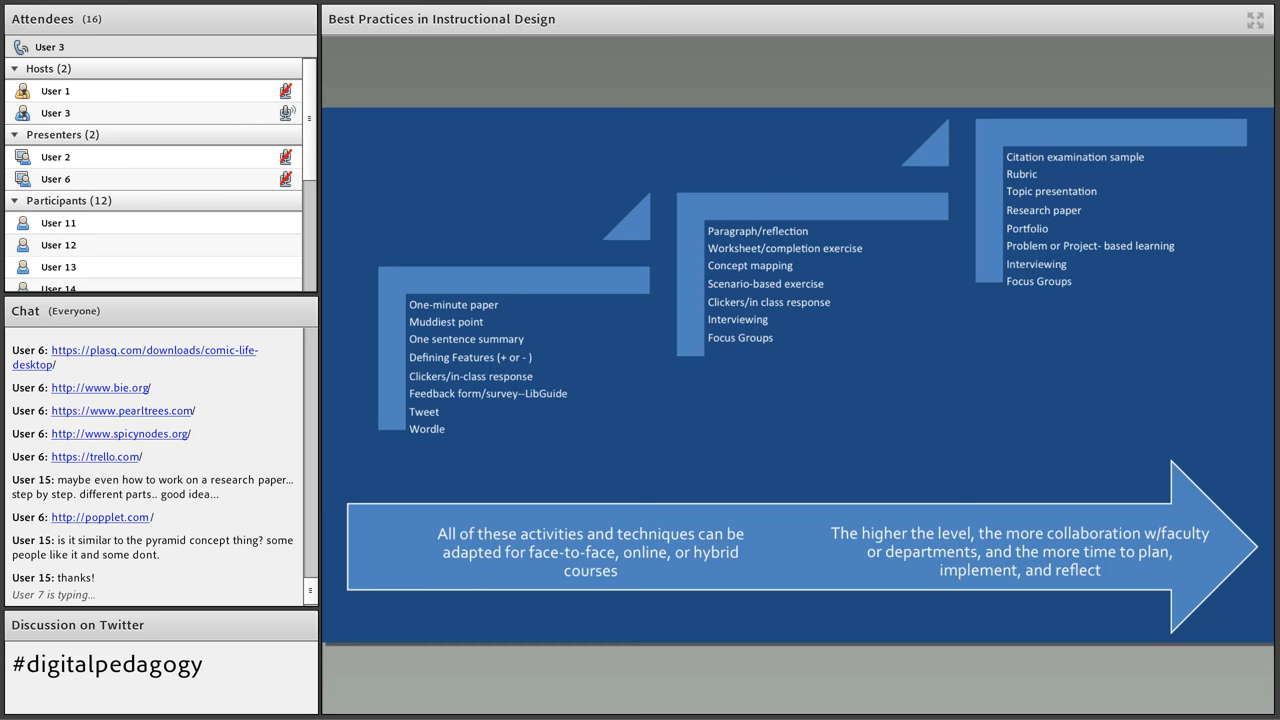 Attendees (16)
User 3
Hosts (2)
User 1
User 3
Presenters (2)
User 2
User 6
Participants (12)
User 11
User 12
User 13
User 14
Chat (Everyone)
User 6: https://plasq.com/downloads/comic-life-
desktop/
User 6: http://www.bie.org/
User 6: https://www.pearltrees.com/
User 6: http://www.spicynodes.org/
User 6: https://trello.com/
User 15: maybe even how to work on a research paper...
step by step. different parts.. good idea...
User 6: http://popplet.com/
User 15: is it similar to the pyramid concept thing? some
people like it and some dont.
User 15: thanks!
User 7 is typing...
Discussion on Twitter
#digitalpedagogy
Best Practices in Instructional Design
One-minute paper
Muddiest point
One sentence summary
Defining Features (+ or - )
Clickers/in-class response
Feedback form/survey--LibGuide
Tweet
Wordle
Paragraph/reflection
Worksheet/completion exercise
Concept mapping
Scenario-based exercise
Clickers/in class response
Interviewing
Focus Groups
Citation examination sample
Rubric
Topic presentation
Research paper
Portfolio
Problem or Project- based learning
Interviewing
Focus Groups
All of these activities and techniques can be
adapted for face-to-face, online, or hybrid
courses
The higher the level, the more collaboration w/faculty
or departments, and the more time to plan,
implement, and reflect